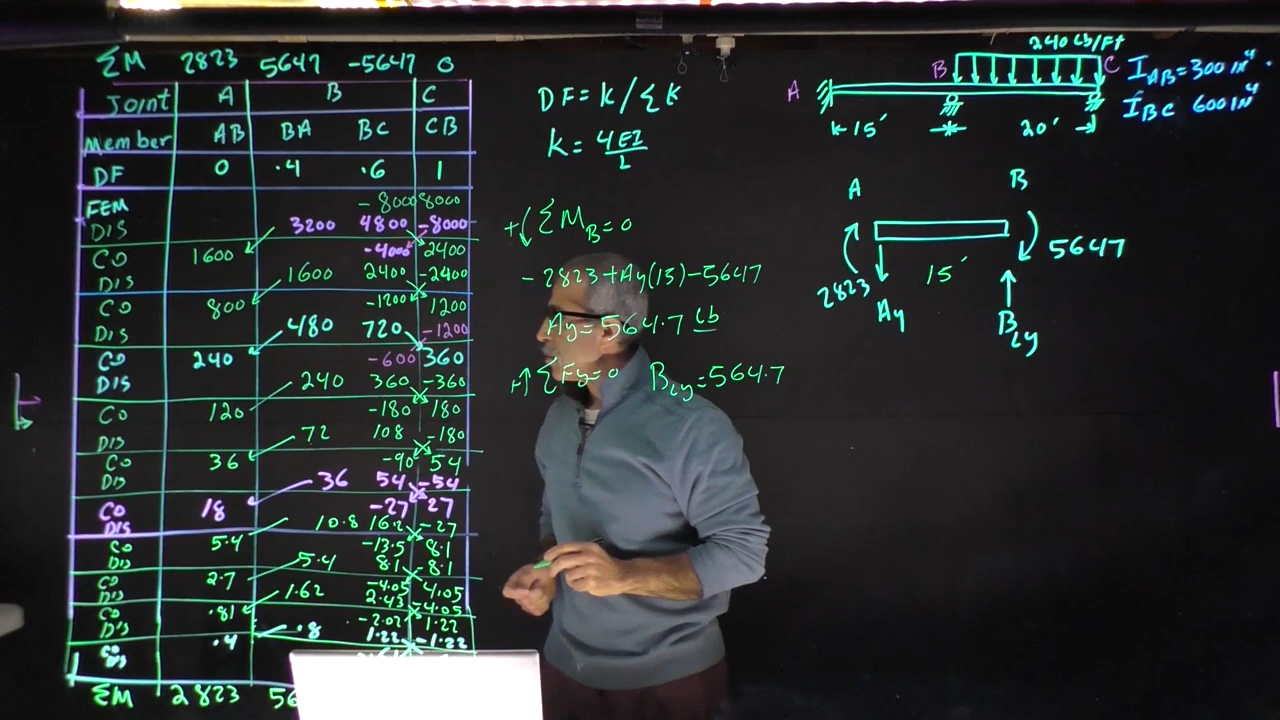 ΣM 2823 5647 -5647 0
Joint A B C
Member AB BA BC CB
DF 0 .4 .6 1
FEM -8000 8000
DIS 3200 4800 -8000
CO 1600 -4000 2400
DIS 1600 2400 -2400
CO 800 -1200 1200
DIS 480 720 -1200
CO 240 -600 360
DIS 240 360 -360
CO 120 -180 180
DIS 72 108 -180
CO 36 -90 54
DIS 36 54 -54
CO 18 -27 27
DIS 10.8 16.2 -27
CO 5.4 -13.5 8.1
DIS 5.4 8.1 -8.1
CO 2.7 -4.05 4.05
DIS 1.62 2.43 -4.05
CO .81 -2.02 1.22
DIS .8 1.22 -1.22
CO .4
DIS
ΣM 2823
DF = K / ΣK
K = 4EI/L
+ ΣM_B = 0
- 2823 + Ay(15) - 5647
Ay = 564.7 lb
+↑ ΣFy = 0 B_Ly = 564.7
240 lb/ft
A B C
15' 20'
I_AB = 300 in⁴
I_BC 600 in⁴
A B
2823 15' 5647
Ay B_Ly